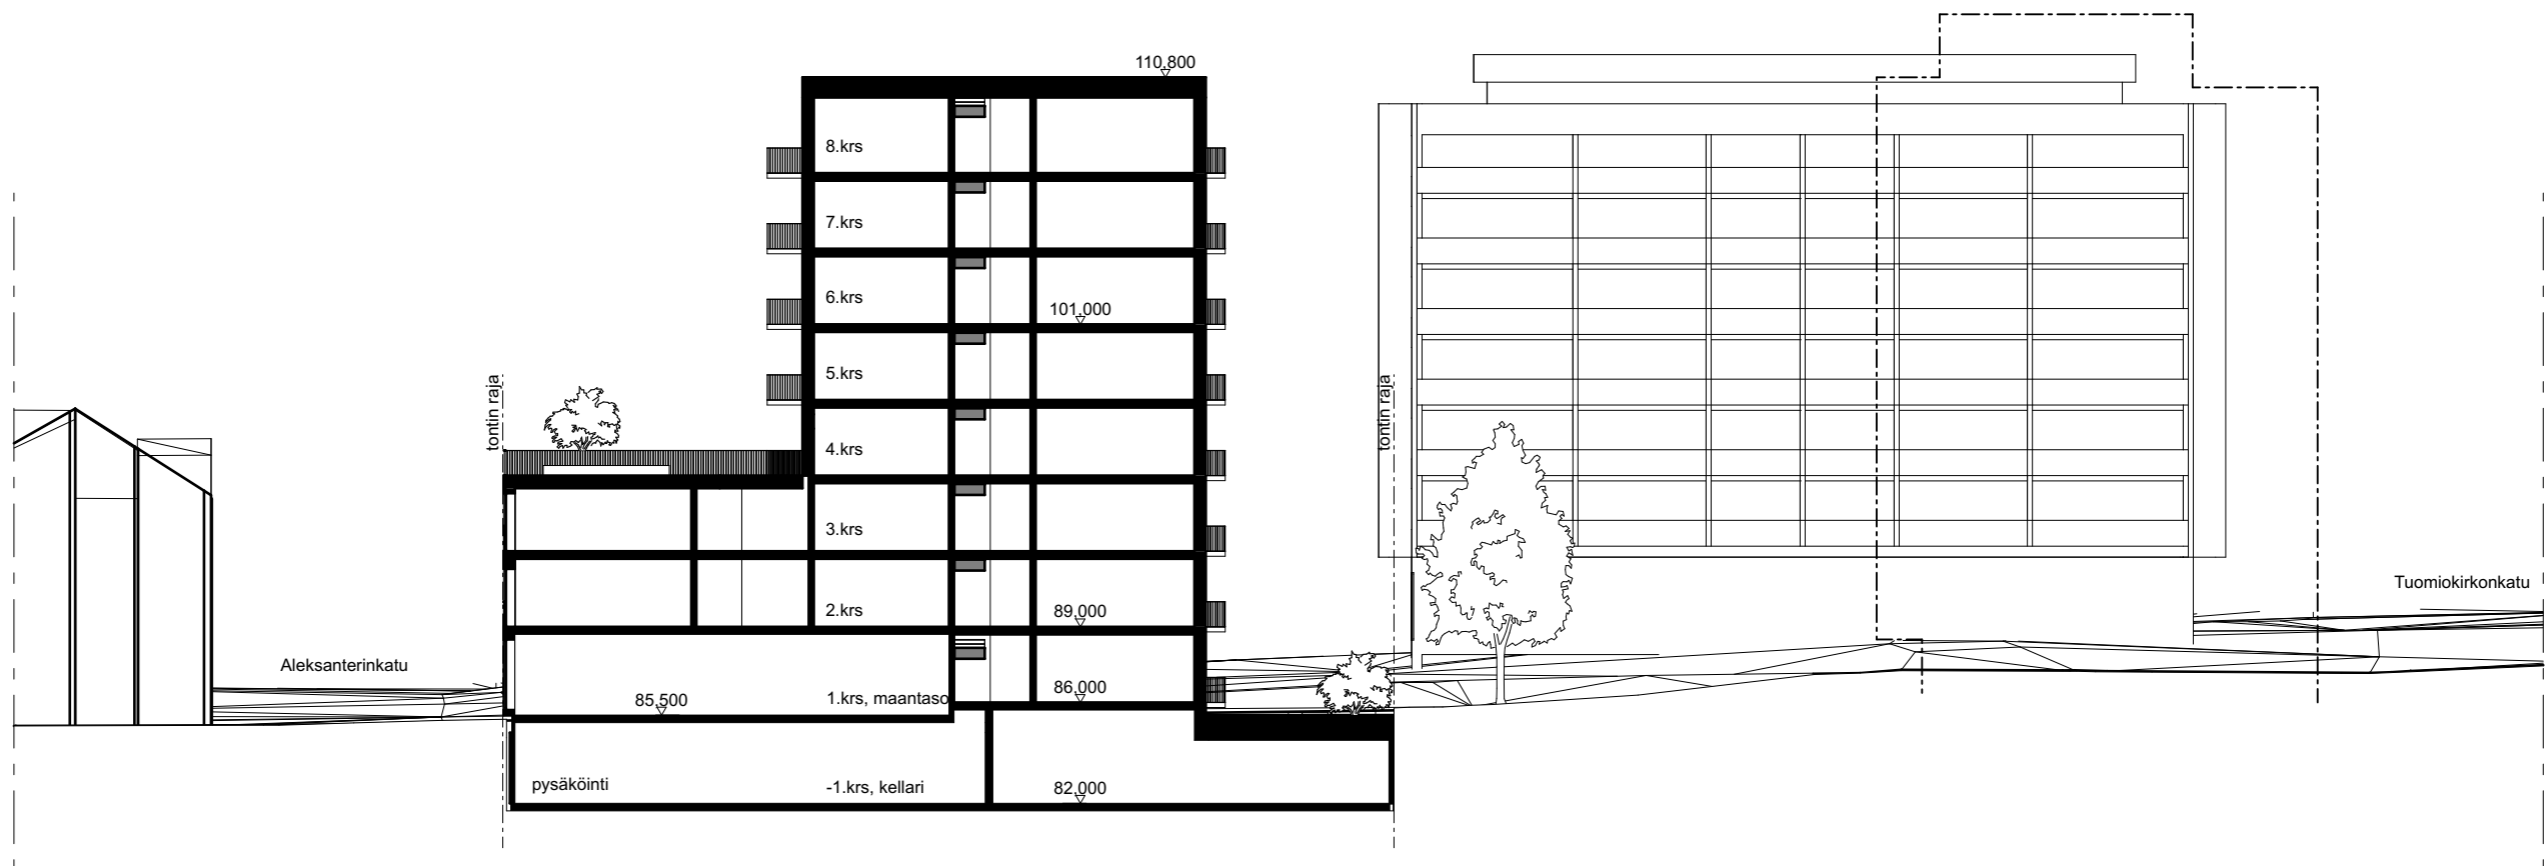 110,800
8.krs
7.krs
6.krs
101,000
5.krs
tontin raja
tontin raja
4.krs
3.krs
2.krs
89,000
Tuomiokirkonkatu
Aleksanterinkatu
85,500
1.krs, maantaso
86,000
pysäköinti
-1.krs, kellari
82,000